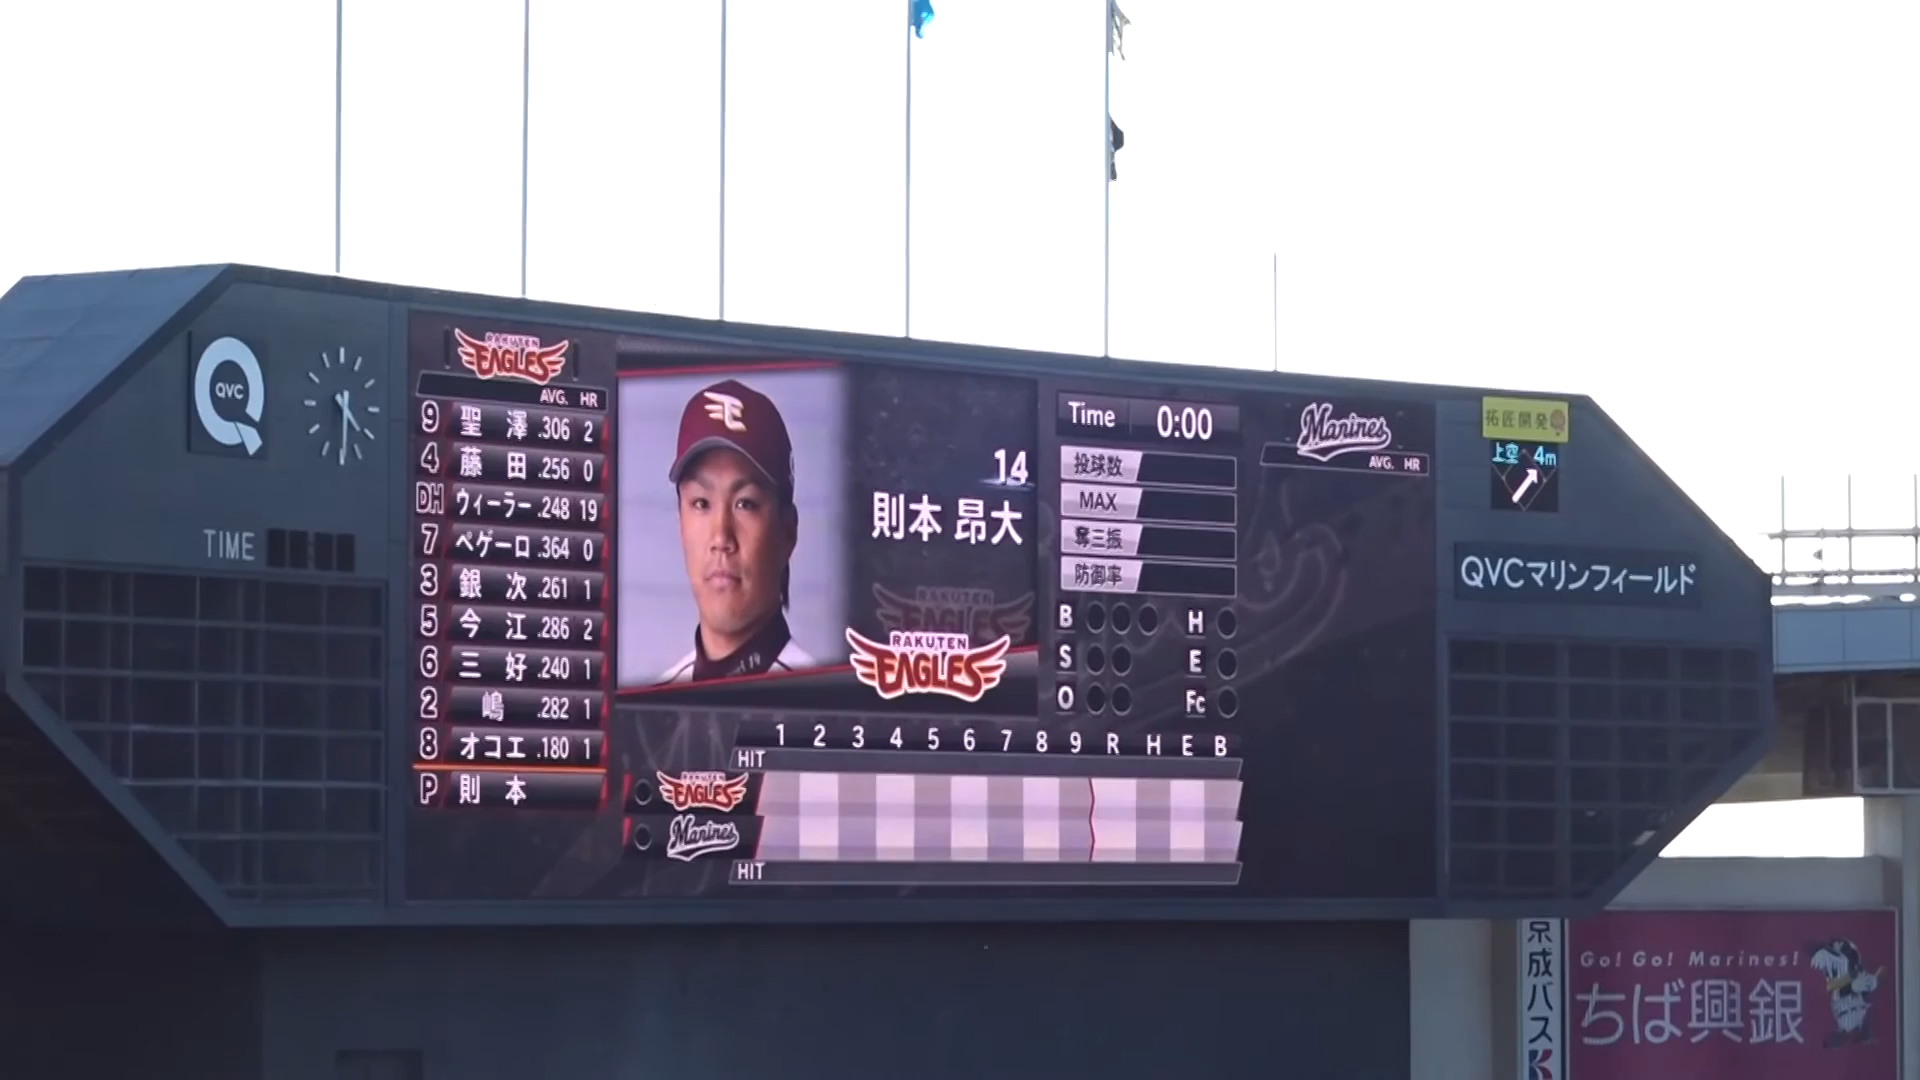 QVC
TIME
RAKUTEN
EAGLES
AVG. HR
9 聖 澤 .306 2
4 藤 田 .256 0
DH ウィーラー .248 19
7 ペゲーロ .364 0
3 銀 次 .261 1
5 今 江 .286 2
6 三 好 .240 1
2 嶋 .282 1
8 オコエ .180 1
P 則 本
14
則本 昂大
RAKUTEN
EAGLES
RAKUTEN
EAGLES
Time 0:00
投球数
MAX
奪三振
防御率
B H
S E
O Fc
1 2 3 4 5 6 7 8 9 R H E B
HIT
RAKUTEN
EAGLES
Marines
HIT
Marines
AVG. HR
拓匠開発
上空 4m
QVCマリンフィールド
京成バス
Go! Go! Marines!
ちば興銀